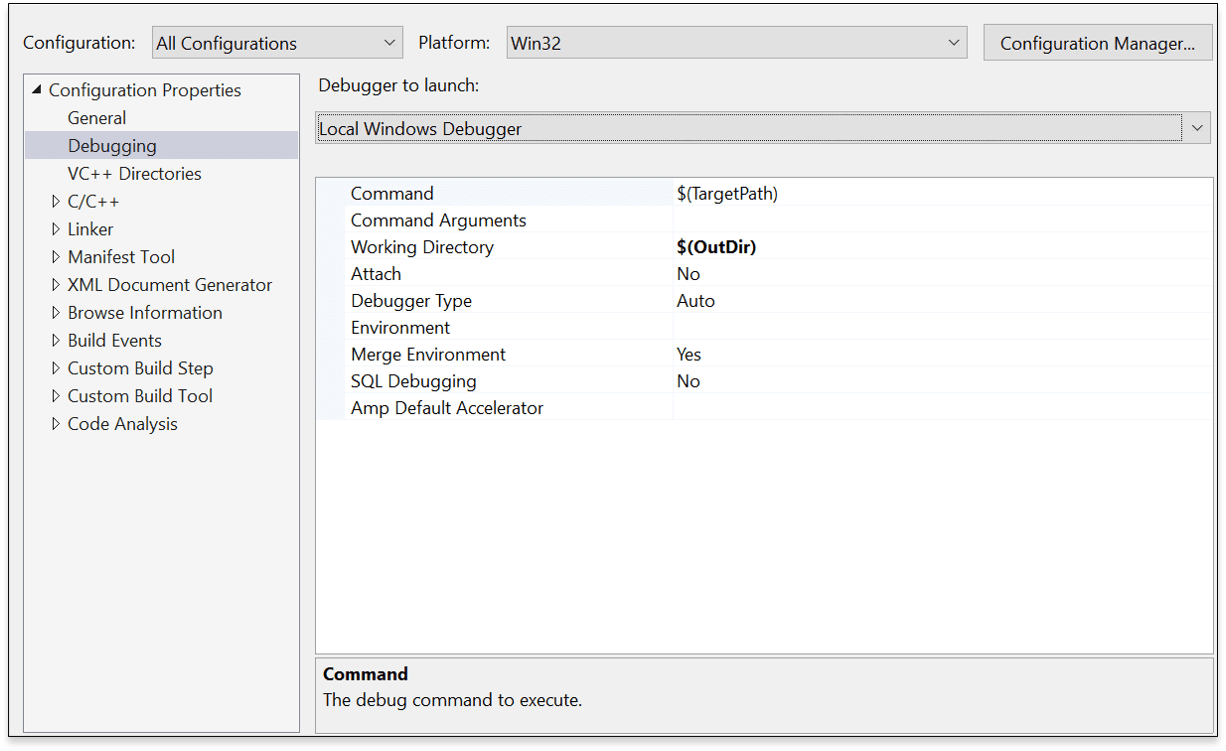 Configuration: All Configurations Platform: Win32 Configuration Manager...
Configuration Properties
General
Debugging
VC++ Directories
C/C++
Linker
Manifest Tool
XML Document Generator
Browse Information
Build Events
Custom Build Step
Custom Build Tool
Code Analysis
Debugger to launch:
Local Windows Debugger
Command $(TargetPath)
Command Arguments
Working Directory $(OutDir)
Attach No
Debugger Type Auto
Environment
Merge Environment Yes
SQL Debugging No
Amp Default Accelerator
Command
The debug command to execute.